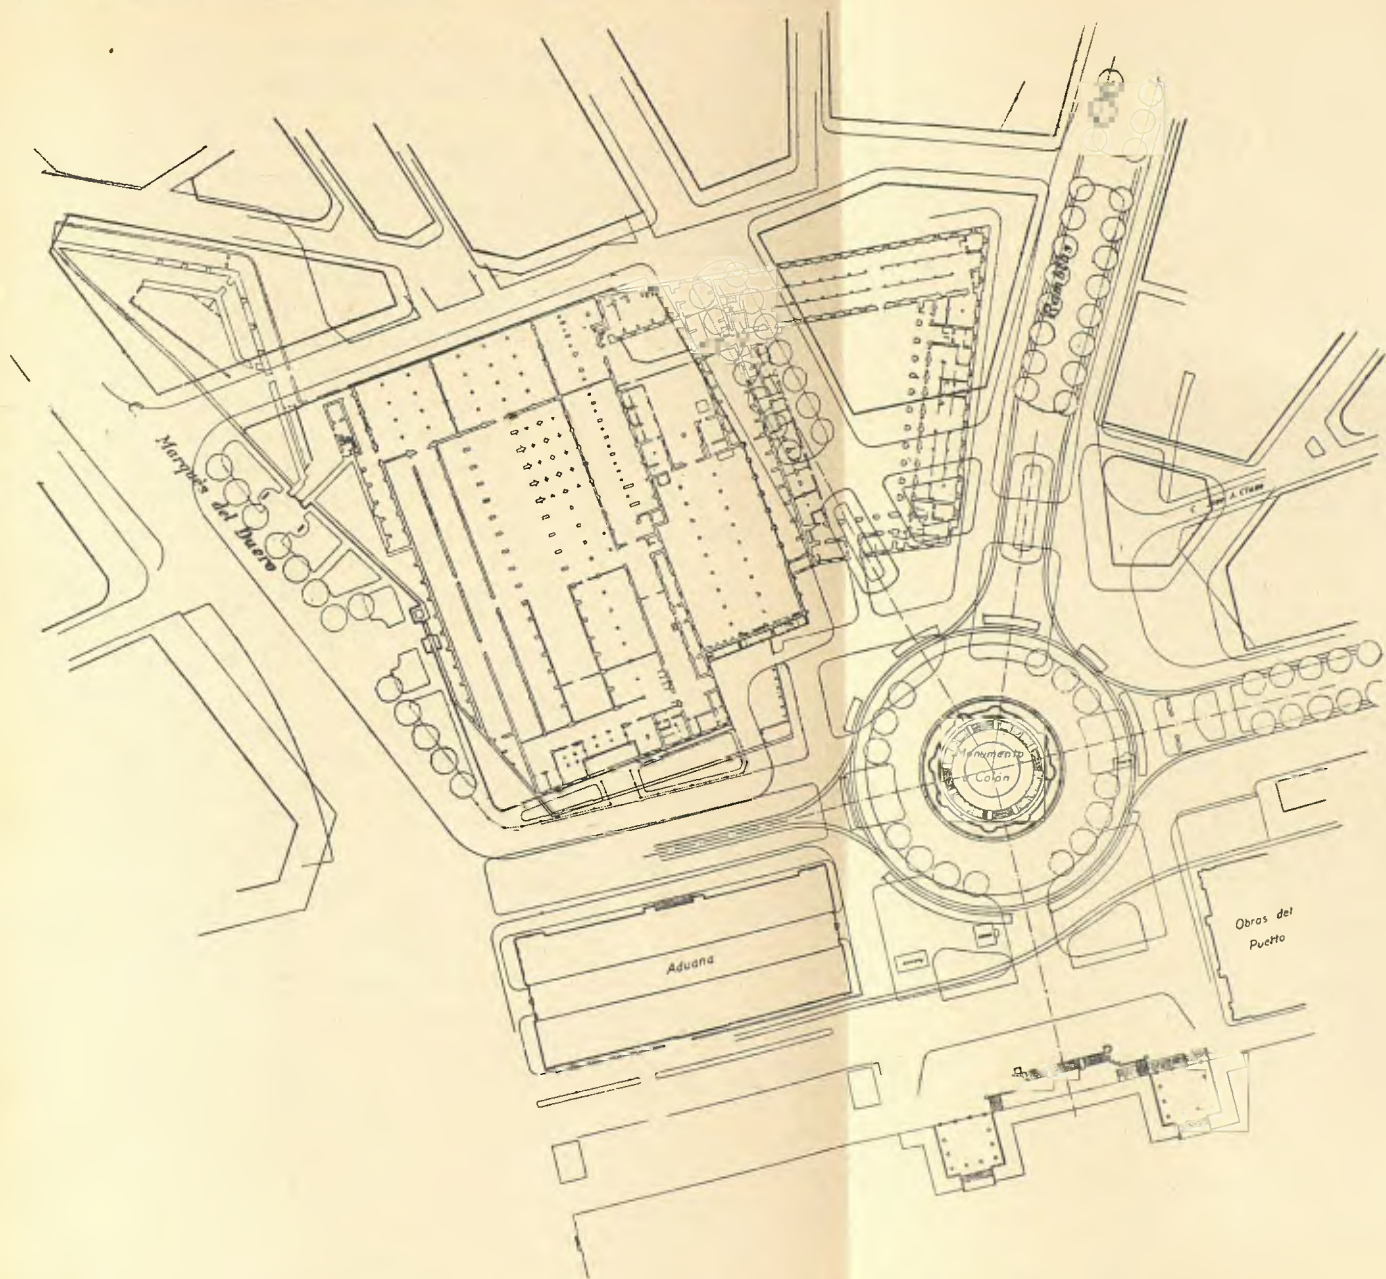 Rambla
Marqués
del Duero
Monumento
a Colón
Aduana
Obras del
Puerto